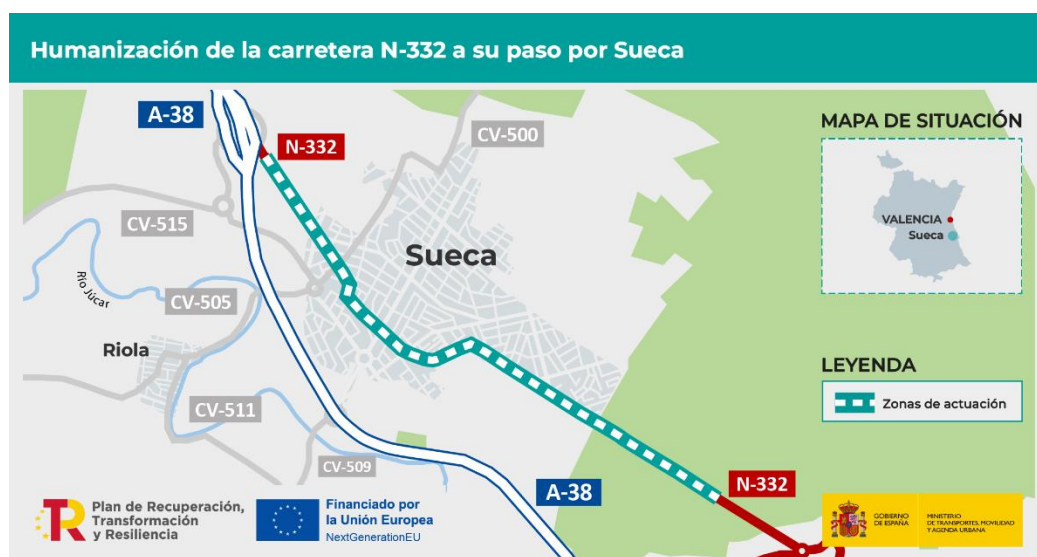 Humanización de la carretera N-332 a su paso por Sueca
A-38
N-332
CV-500
MAPA DE SITUACIÓN
VALENCIA
Sueca
CV-515
Sueca
Río Júcar
CV-505
Riola
LEYENDA
Zonas de actuación
CV-511
CV-509
A-38
N-332
Plan de Recuperación,
Transformación
y Resiliencia
Financiado por
la Unión Europea
NextGenerationEU
GOBIERNO
DE ESPAÑA
MINISTERIO
DE TRANSPORTES, MOVILIDAD
Y AGENDA URBANA